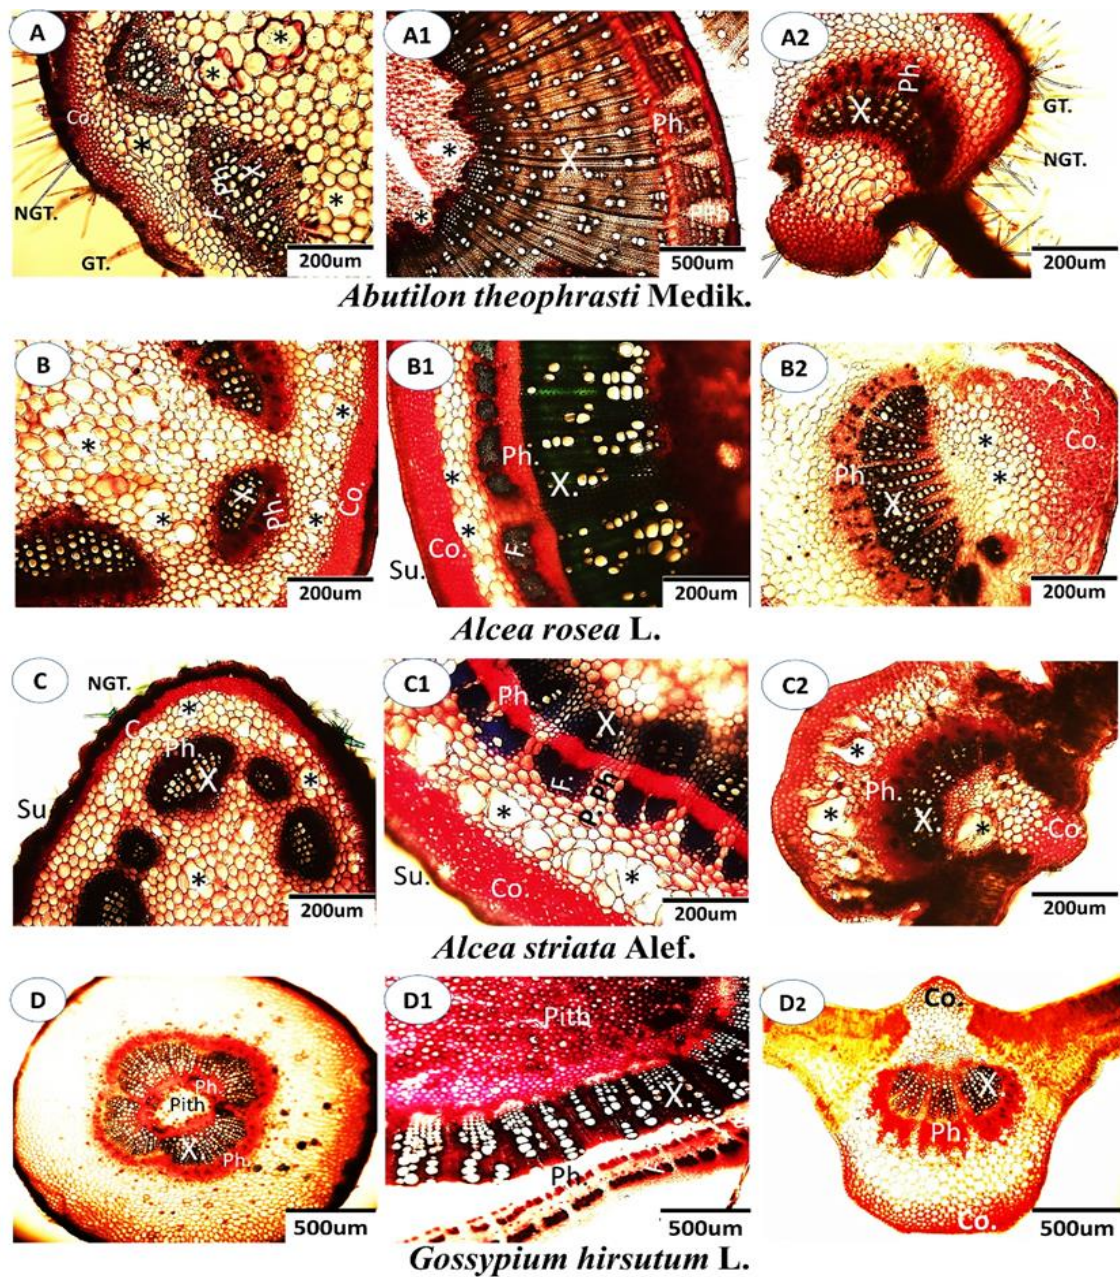 A
*
*
Co.
*
X
Ph.
F.
*
NGT.
GT.
200um
A1
Ph.
*
X
*
Pith
500um
A2
Ph.
X.
GT.
NGT.
200um
Abutilon theophrasti Medik.
B
*
*
X
Ph.
*
*
Co.
200um
B1
Ph.
*
X.
*
Co.
F.
Su.
200um
B2
*
Co.
Ph.
*
X
200um
Alcea rosea L.
C
NGT.
*
Co.
Ph.
X
*
Su
*
200um
C1
Ph.
X
F.
P. Ph
*
*
Su.
Co.
200um
C2
*
Ph.
*
X.
*
Co.
200um
Alcea striata Alef.
D
Ph.
Pith
X
Ph.
500um
D1
Pith
X
Ph.
500um
D2
Co.
X
Ph.
Co.
500um
Gossypium hirsutum L.